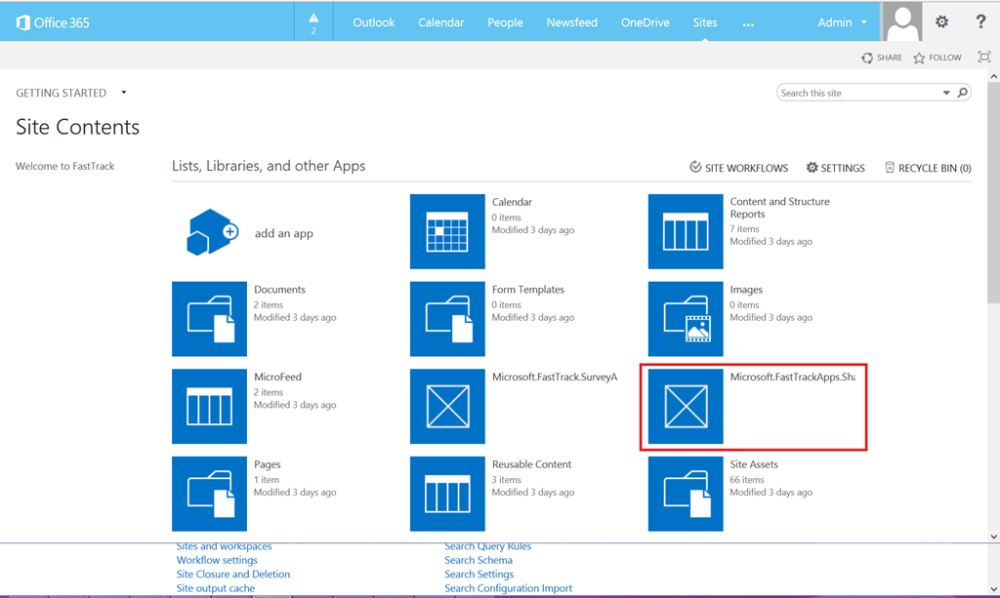 Office 365
2
Outlook
Calendar
People
Newsfeed
OneDrive
Sites
...
Admin
?
SHARE
FOLLOW
GETTING STARTED
Search this site
Site Contents
Welcome to FastTrack
Lists, Libraries, and other Apps
SITE WORKFLOWS
SETTINGS
RECYCLE BIN (0)
add an app
Calendar
0 items
Modified 3 days ago
Content and Structure
Reports
7 items
Modified 3 days ago
Documents
2 items
Modified 3 days ago
Form Templates
0 items
Modified 3 days ago
Images
0 items
Modified 3 days ago
MicroFeed
2 items
Modified 3 days ago
Microsoft.FastTrack.SurveyA
Microsoft.FastTrackApps.Sha
Pages
1 item
Modified 3 days ago
Reusable Content
3 items
Modified 3 days ago
Site Assets
66 items
Modified 3 days ago
Sites and workspaces
Workflow settings
Site Closure and Deletion
Site output cache
Search Query Rules
Search Schema
Search Settings
Search Configuration Import